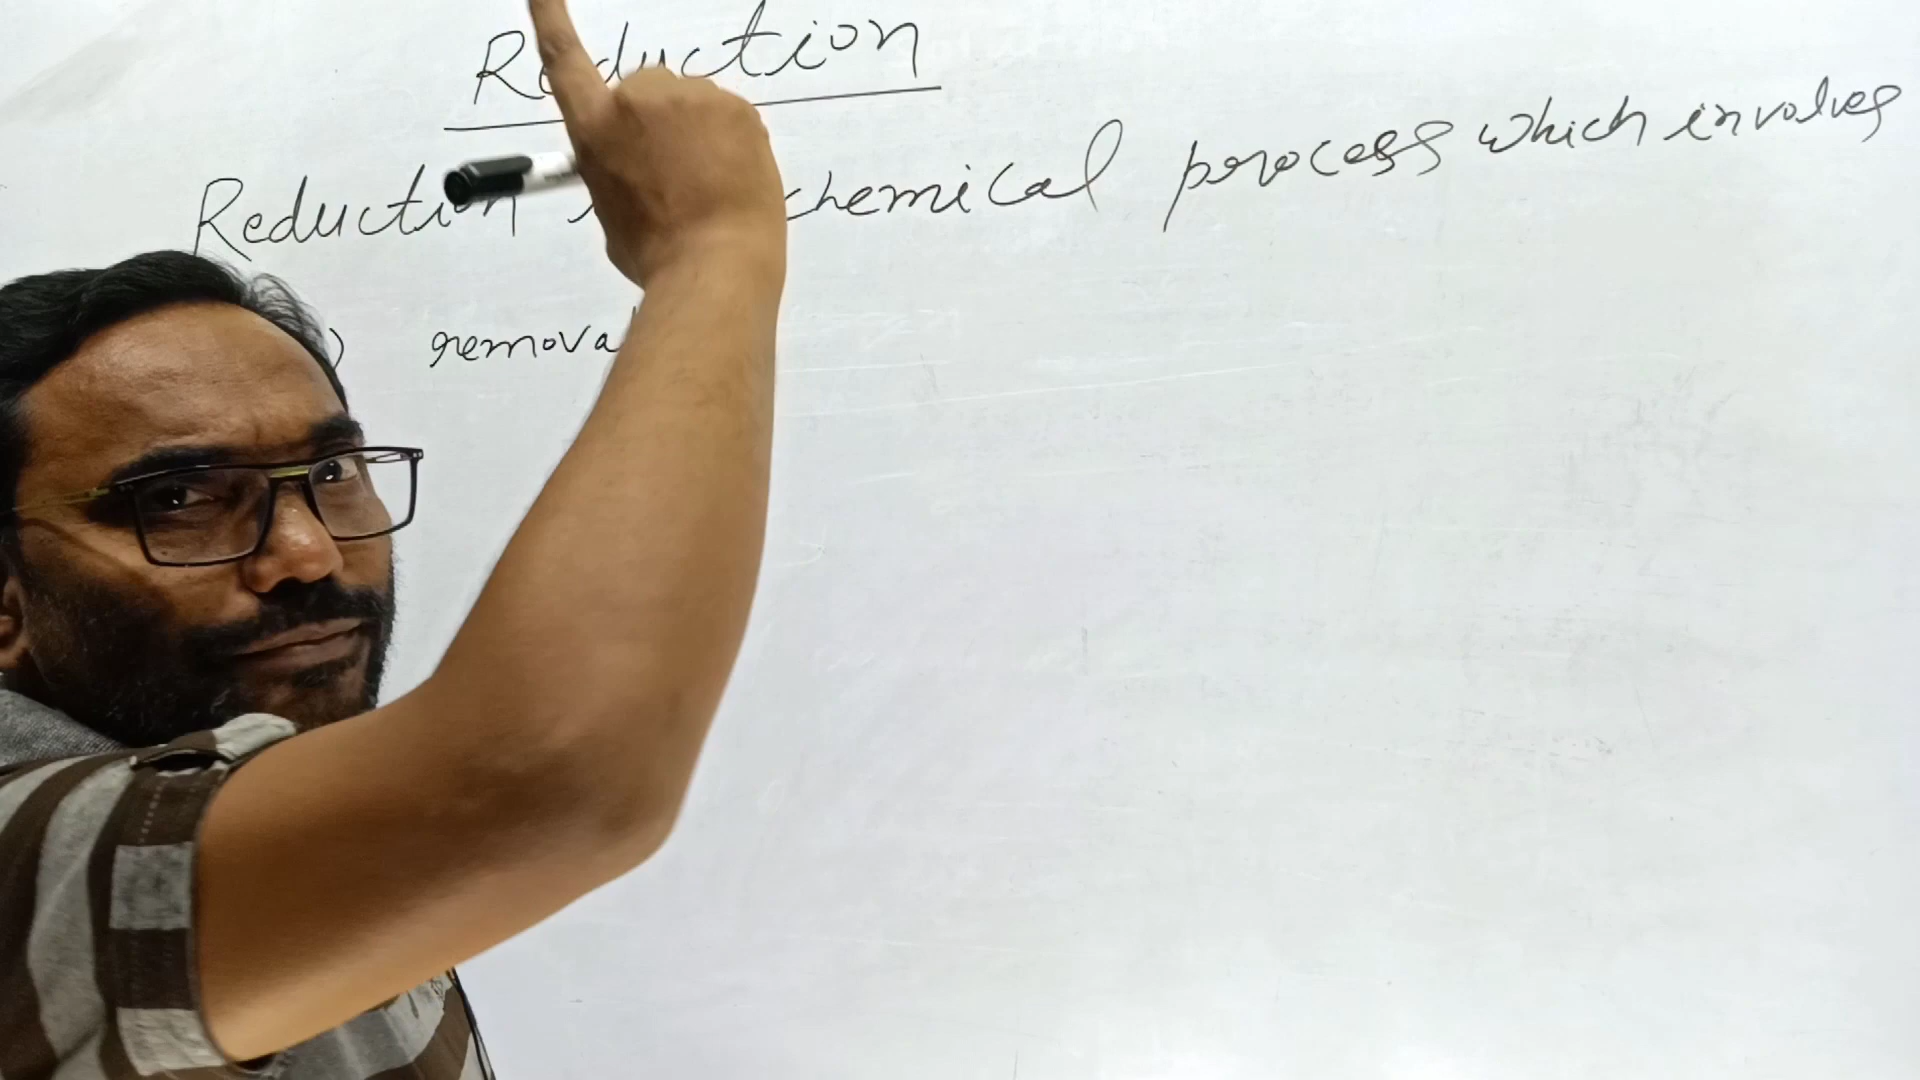 Reduction
Reduction chemical process which involves
) removal